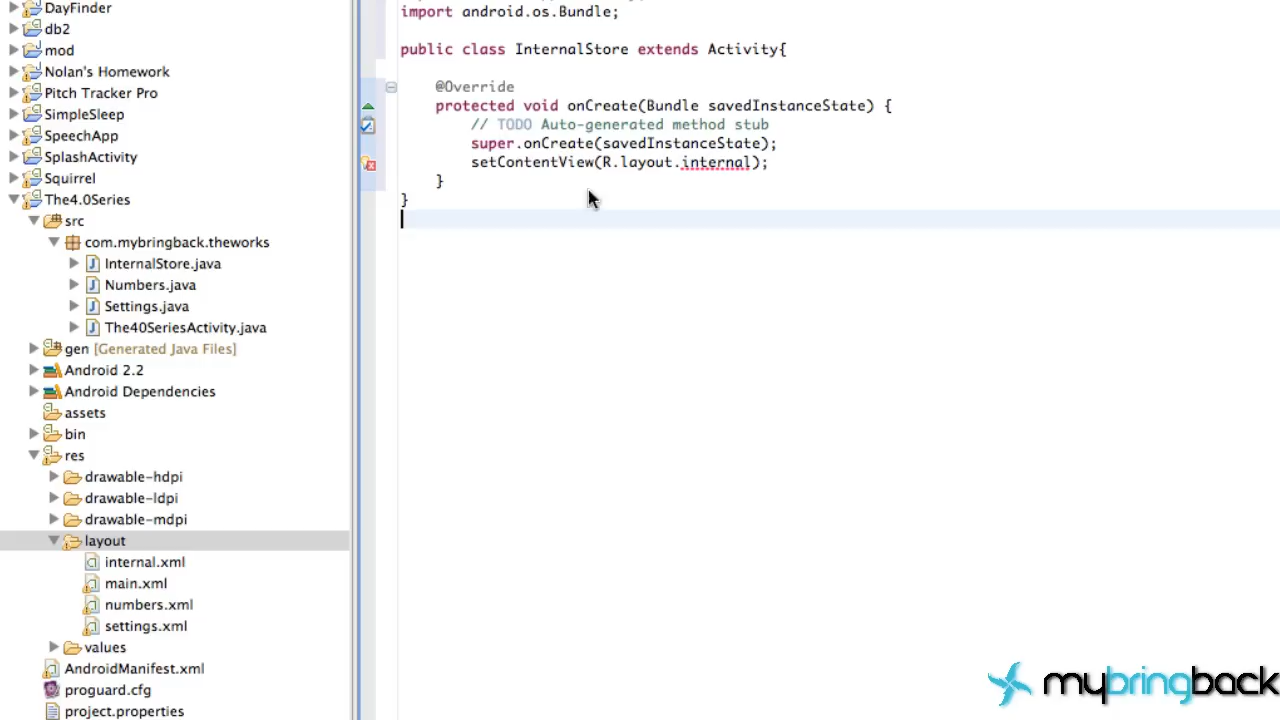 DayFinder
db2
mod
Nolan's Homework
Pitch Tracker Pro
SimpleSleep
SpeechApp
SplashActivity
Squirrel
The4.0Series
src
com.mybringback.theworks
InternalStore.java
Numbers.java
Settings.java
The40SeriesActivity.java
gen [Generated Java Files]
Android 2.2
Android Dependencies
assets
bin
res
drawable-hdpi
drawable-ldpi
drawable-mdpi
layout
internal.xml
main.xml
numbers.xml
settings.xml
values
AndroidManifest.xml
proguard.cfg
project.properties
import android.os.Bundle;
public class InternalStore extends Activity{
@Override
protected void onCreate(Bundle savedInstanceState) {
// TODO Auto-generated method stub
super.onCreate(savedInstanceState);
setContentView(R.layout.internal);
}
}
mybringback